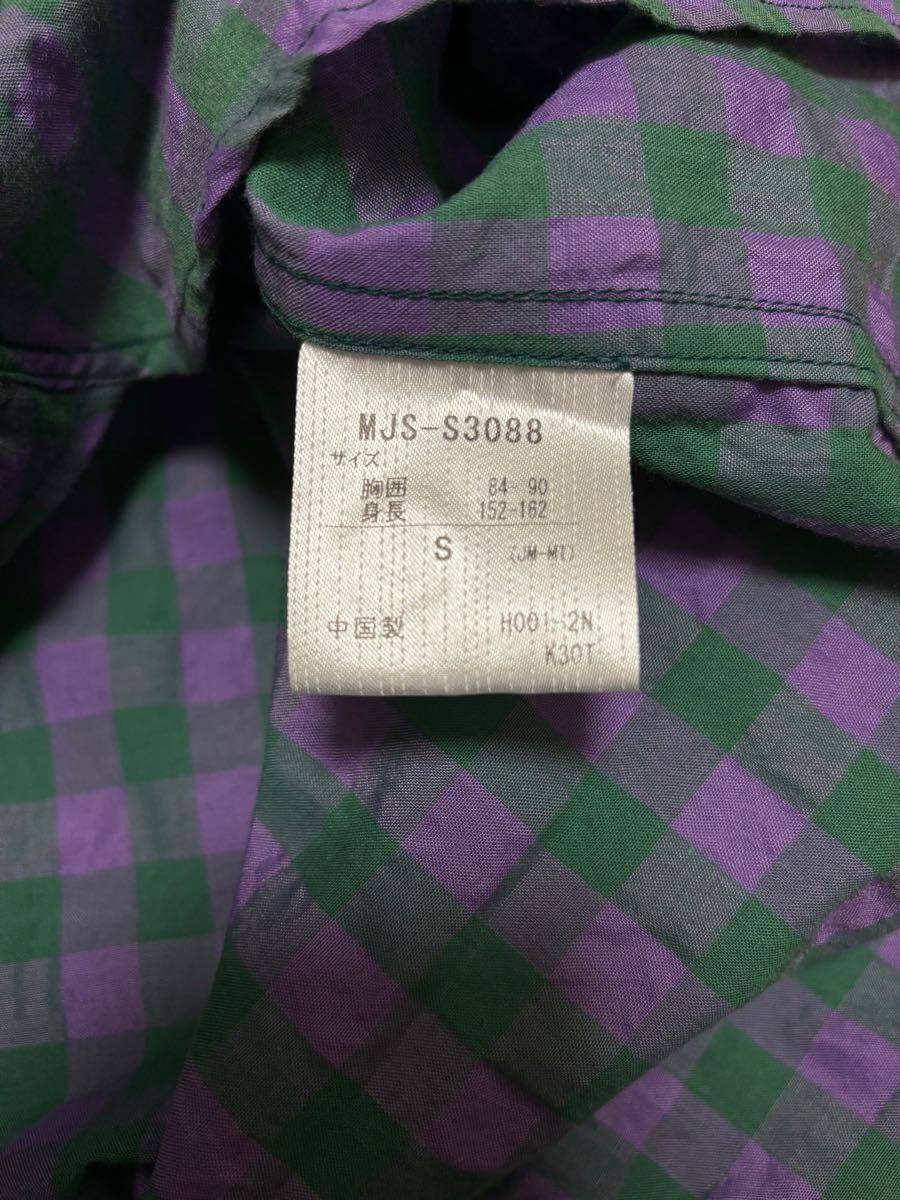 MJS-S3088
サイズ
胸囲 84 90
身長 152-162
S (JM-MT)
中国製 H001-2N
K30T